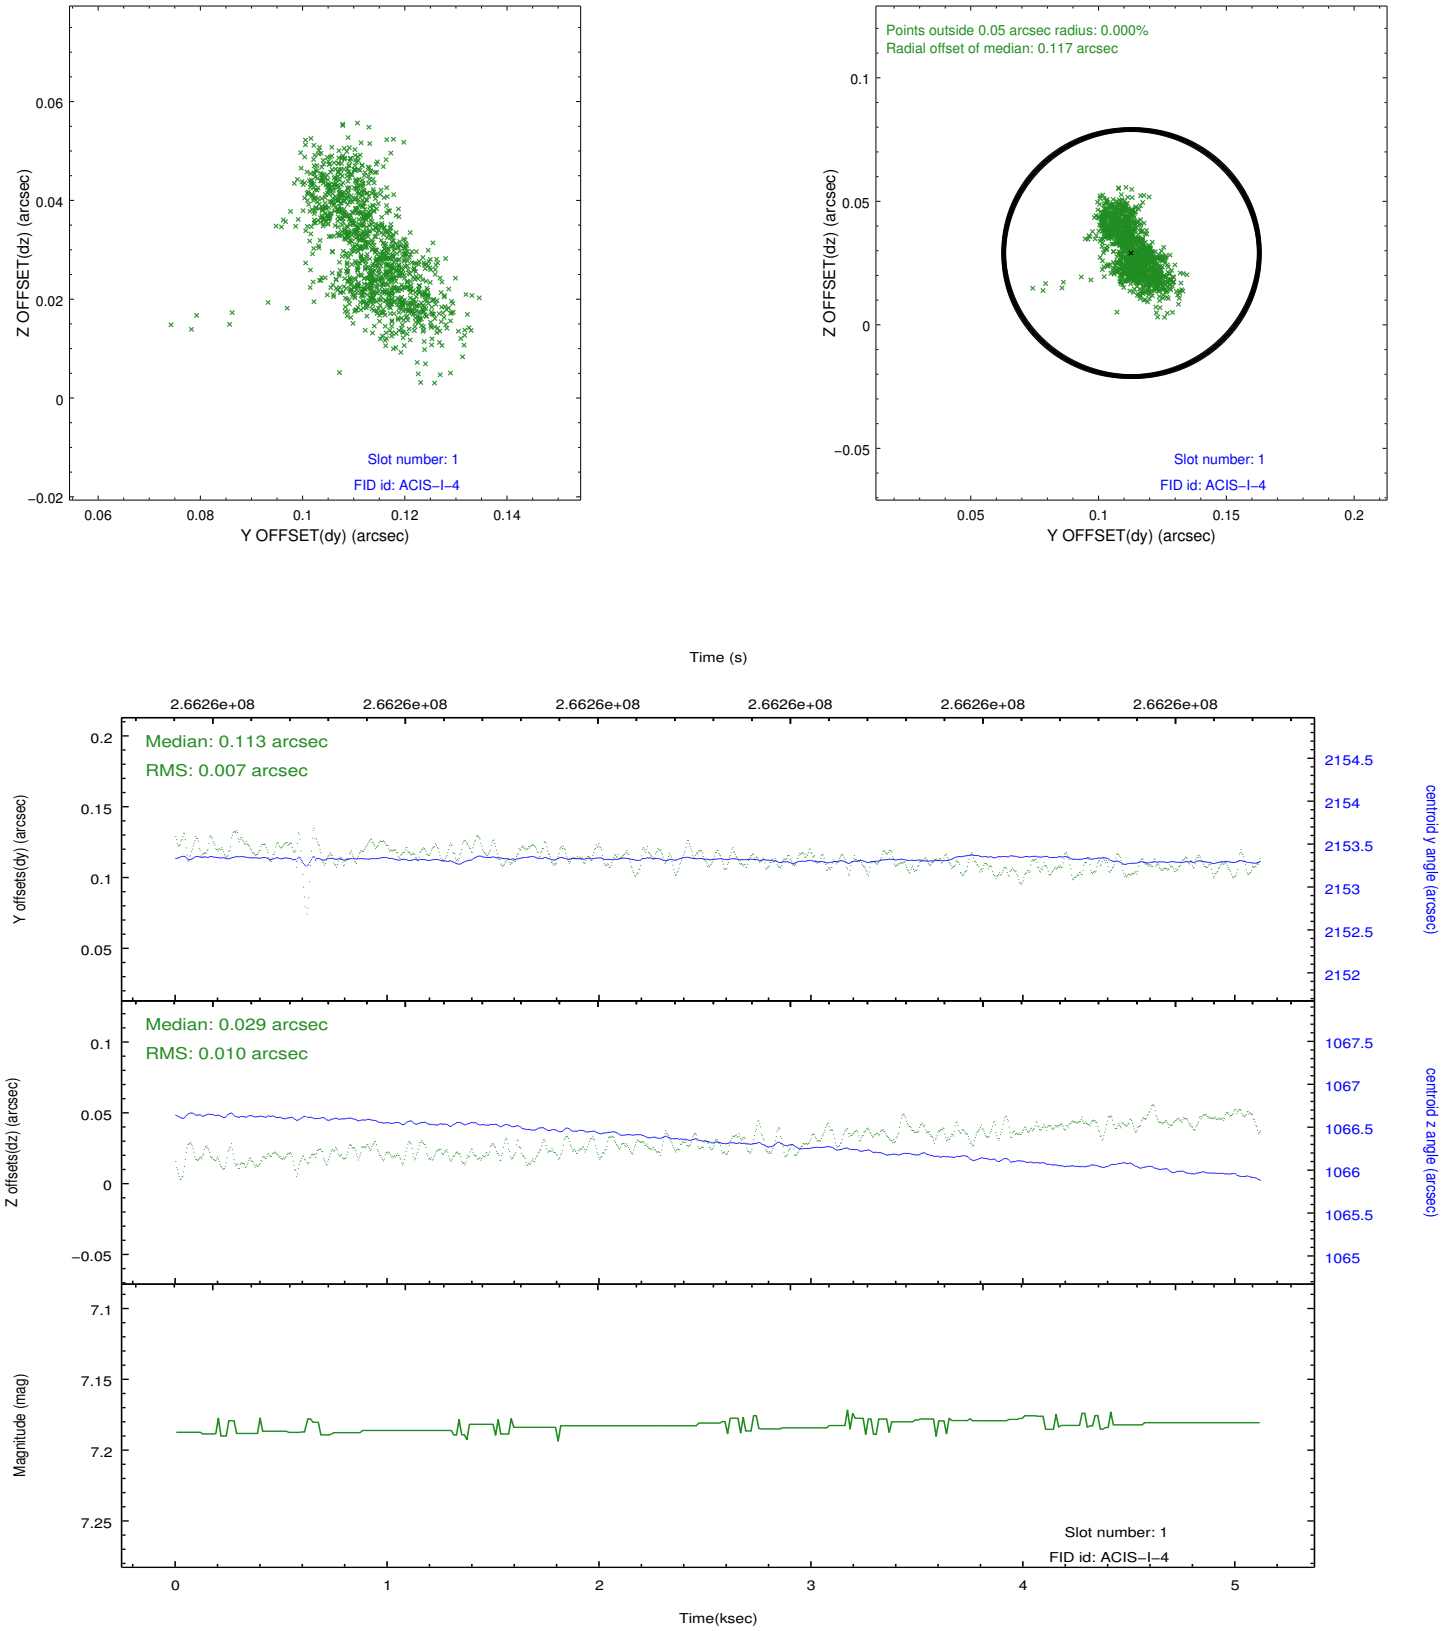 0.06
0.04
0.02
0
−0.02
Z OFFSET(dz) (arcsec)
Slot number: 1
FID id: ACIS−I−4
0.06 0.08 0.1 0.12 0.14
Y OFFSET(dy) (arcsec)
Points outside 0.05 arcsec radius: 0.000%
Radial offset of median: 0.117 arcsec
0.1
0.05
0
−0.05
Z OFFSET(dz) (arcsec)
Slot number: 1
FID id: ACIS−I−4
0.05 0.1 0.15 0.2
Y OFFSET(dy) (arcsec)
Time (s)
2.6626e+08 2.6626e+08 2.6626e+08 2.6626e+08 2.6626e+08 2.6626e+08
Median: 0.113 arcsec
RMS: 0.007 arcsec
0.2
0.15
0.1
0.05
Y offsets(dy) (arcsec)
2154.5
2154
2153.5
2153
2152.5
2152
centroid y angle (arcsec)
Median: 0.029 arcsec
RMS: 0.010 arcsec
0.1
0.05
0
−0.05
Z offsets(dz) (arcsec)
1067.5
1067
1066.5
1066
1065.5
1065
centroid z angle (arcsec)
7.1
7.15
7.2
7.25
Magnitude (mag)
Slot number: 1
FID id: ACIS−I−4
0 1 2 3 4 5
Time(ksec)